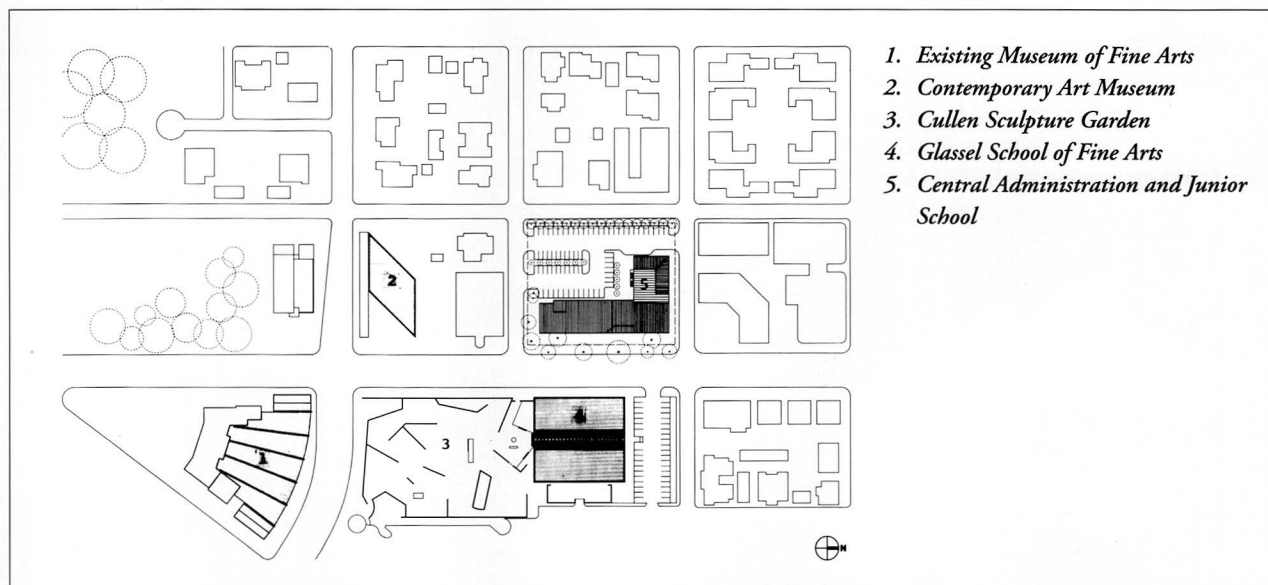 1. Existing Museum of Fine Arts
2. Contemporary Art Museum
3. Cullen Sculpture Garden
4. Glassel School of Fine Arts
5. Central Administration and Junior
School
2
5
1
3
4
N